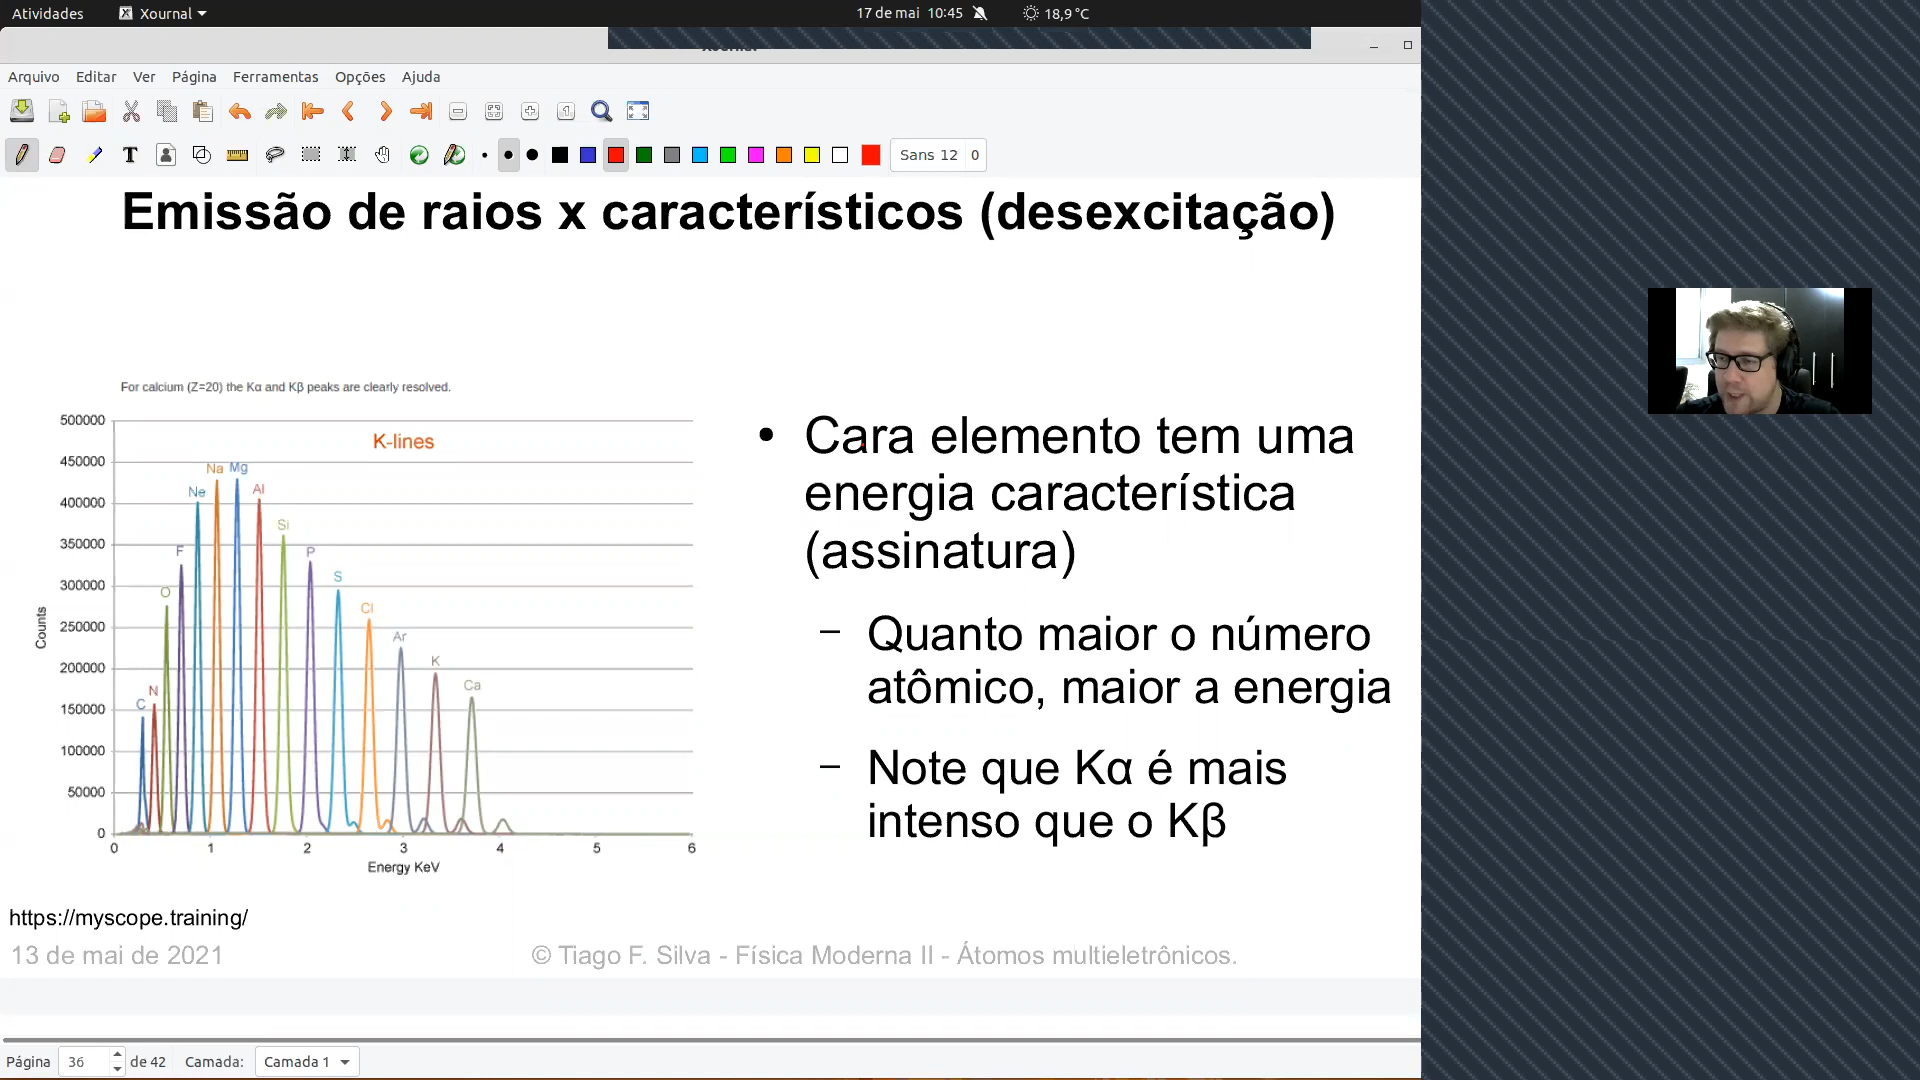 Atividades Xournal 17 de mai 10:45 18,9 °C
Arquivo Editar Ver Página Ferramentas Opções Ajuda
Sans 12 0
Emissão de raios x característicos (desexcitação)
For calcium (Z=20) the Kα and Kβ peaks are clearly resolved.
K-lines
500000
450000
400000
350000
300000
250000
200000
150000
100000
50000
0
Counts
C
N
O
F
Ne
Na
Mg
Al
Si
P
S
Cl
Ar
K
Ca
0 1 2 3 4 5 6
Energy KeV
• Cara elemento tem uma
energia característica
(assinatura)
– Quanto maior o número
atômico, maior a energia
– Note que Kα é mais
intenso que o Kβ
https://myscope.training/
13 de mai de 2021 © Tiago F. Silva - Física Moderna II - Átomos multieletrônicos.
Página 36 de 42 Camada: Camada 1